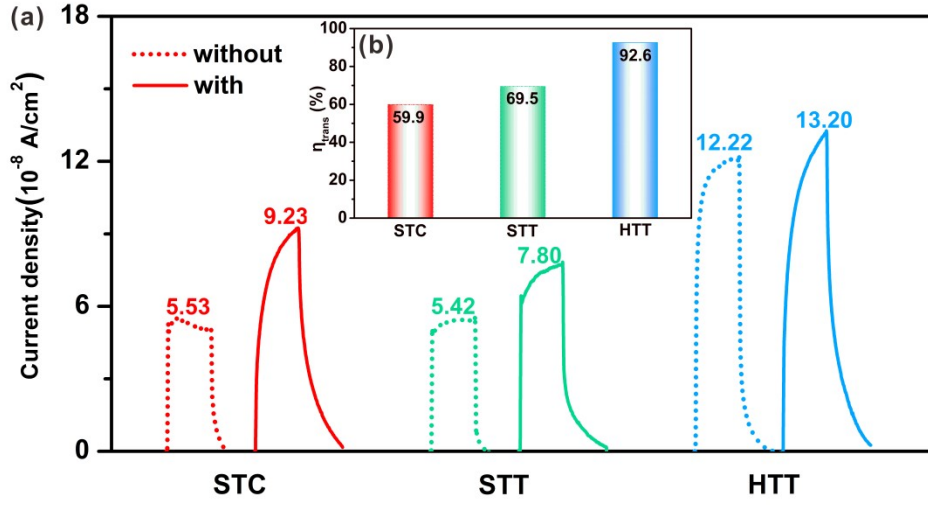 (a)
18
12
6
0
Current density(10⁻⁸ A/cm²)
without
with
5.53
9.23
5.42
7.80
12.22
13.20
STC
STT
HTT
(b)
100
80
60
40
20
0
ηtrans (%)
59.9
69.5
92.6
STC
STT
HTT